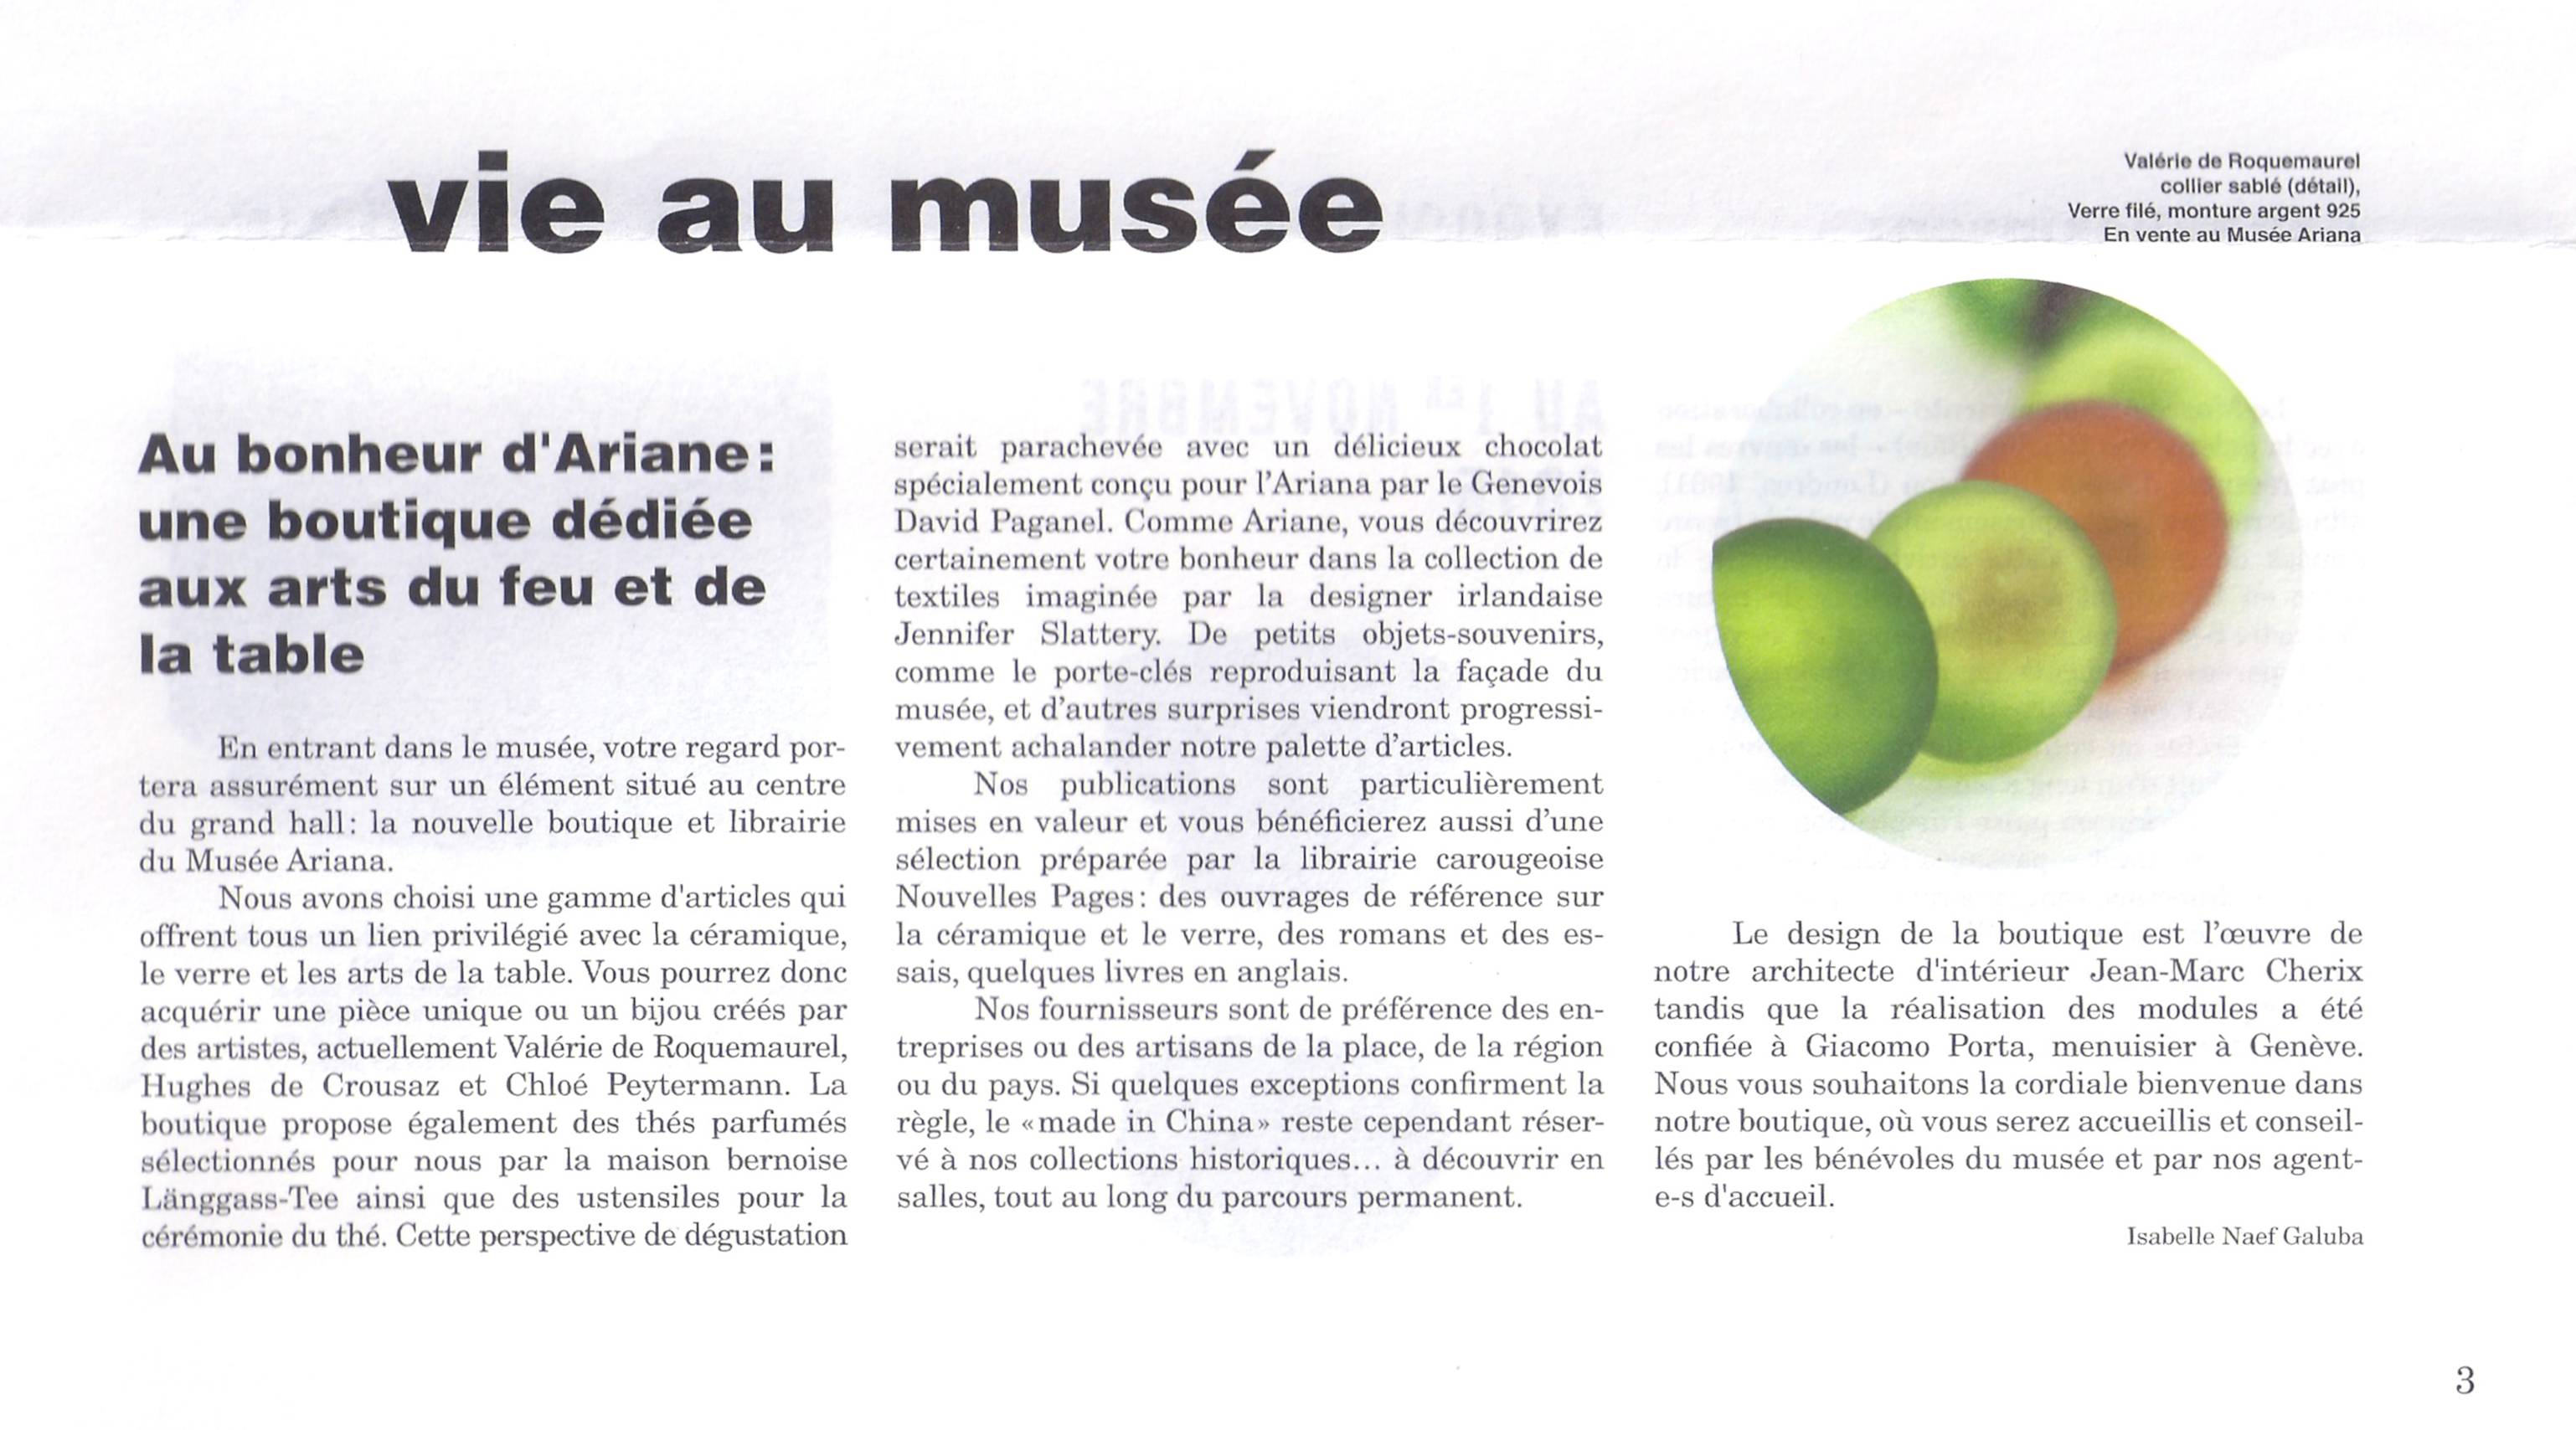 vie au musée
Valérie de Roquemaurel
collier sablé (détail),
Verre filé, monture argent 925
En vente au Musée Ariana
Au bonheur d'Ariane :
une boutique dédiée
aux arts du feu et de
la table
En entrant dans le musée, votre regard por-
tera assurément sur un élément situé au centre
du grand hall : la nouvelle boutique et librairie
du Musée Ariana.
Nous avons choisi une gamme d'articles qui
offrent tous un lien privilégié avec la céramique,
le verre et les arts de la table. Vous pourrez donc
acquérir une pièce unique ou un bijou créés par
des artistes, actuellement Valérie de Roquemaurel,
Hughes de Crousaz et Chloé Peytermann. La
boutique propose également des thés parfumés
sélectionnés pour nous par la maison bernoise
Länggass-Tee ainsi que des ustensiles pour la
cérémonie du thé. Cette perspective de dégustation
serait parachevée avec un délicieux chocolat
spécialement conçu pour l’Ariana par le Genevois
David Paganel. Comme Ariane, vous découvrirez
certainement votre bonheur dans la collection de
textiles imaginée par la designer irlandaise
Jennifer Slattery. De petits objets-souvenirs,
comme le porte-clés reproduisant la façade du
musée, et d’autres surprises viendront progressi-
vement achalander notre palette d’articles.
Nos publications sont particulièrement
mises en valeur et vous bénéficierez aussi d’une
sélection préparée par la librairie carougeoise
Nouvelles Pages : des ouvrages de référence sur
la céramique et le verre, des romans et des es-
sais, quelques livres en anglais.
Nos fournisseurs sont de préférence des en-
treprises ou des artisans de la place, de la région
ou du pays. Si quelques exceptions confirment la
règle, le «made in China» reste cependant réser-
vé à nos collections historiques... à découvrir en
salles, tout au long du parcours permanent.
Le design de la boutique est l’œuvre de
notre architecte d'intérieur Jean-Marc Cherix
tandis que la réalisation des modules a été
confiée à Giacomo Porta, menuisier à Genève.
Nous vous souhaitons la cordiale bienvenue dans
notre boutique, où vous serez accueillis et conseil-
lés par les bénévoles du musée et par nos agent-
e-s d'accueil.
Isabelle Naef Galuba
3